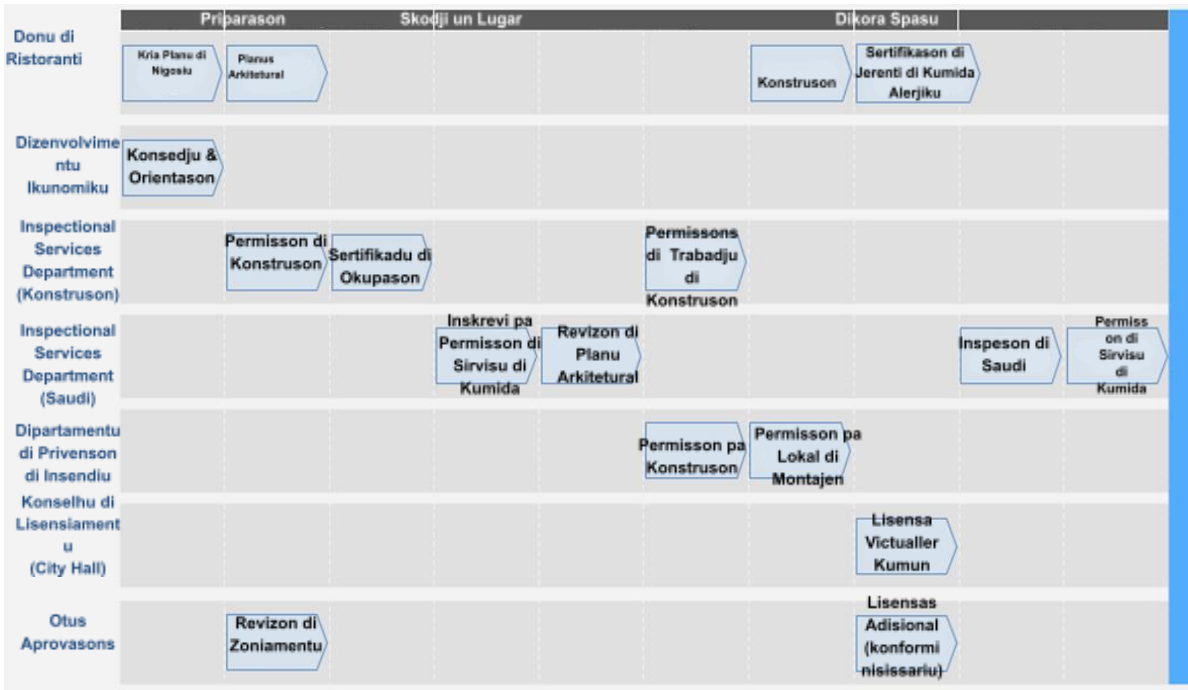 Priparason Skodji un Lugar Dikora Spasu
Donu di
Ristoranti
Kria Planu di
Nigosiu
Planus
Arkitetural
Konstruson
Sertifikason di
Jerenti di Kumida
Alerjiku
Dizenvolvime
ntu
Ikunomiku
Konsedju &
Orientason
Inspectional
Services
Department
(Konstruson)
Permisson di
Konstruson
Sertifikadu di
Okupason
Permissons
di Trabadju
di
Konstruson
Inspectional
Services
Department
(Saudi)
Inskrevi pa
Permisson di
Sirvisu di
Kumida
Revizon di
Planu
Arkitetural
Inspeson di
Saudi
Permiss
on di
Sirvisu
di
Kumida
Dipartamentu
di Privenson
di Insendiu
Permisson pa
Konstruson
Permisson pa
Lokal di
Montajen
Konselhu di
Lisensiament
u
(City Hall)
Lisensa
Victualler
Kumun
Otus
Aprovasons
Revizon di
Zoniamentu
Lisensas
Adisional
(konformi
nisissariu)